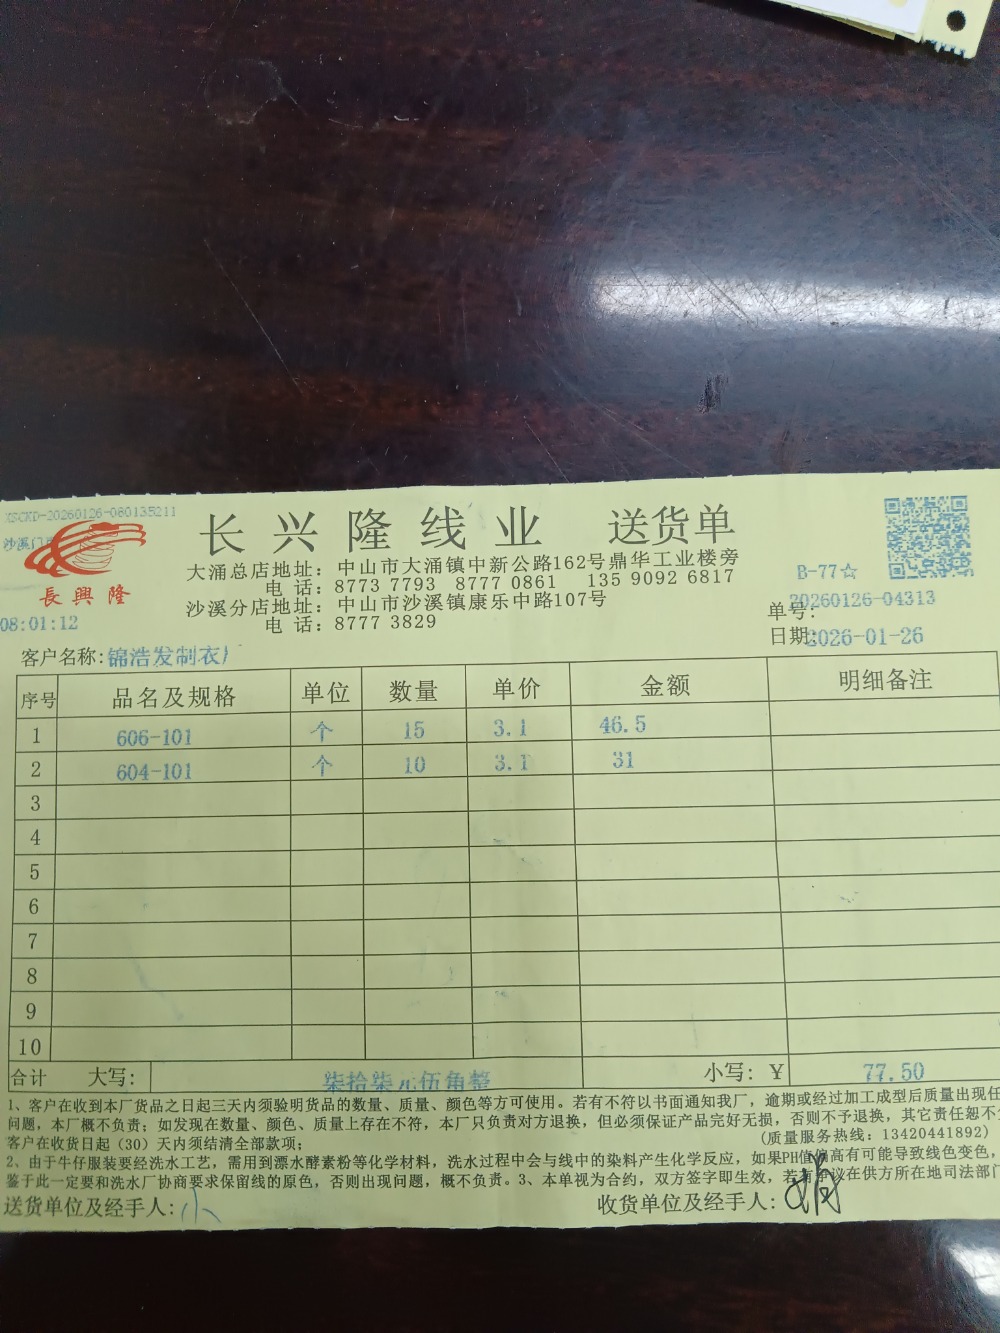 XSCKD-20260126-080135211
沙溪门
長興隆
08:01:12
长兴隆线业 送货单
大涌总店地址：中山市大涌镇中新公路162号鼎华工业楼旁
电 话：8773 7793 8777 0861 135 9092 6817
沙溪分店地址：中山市沙溪镇康乐中路107号
电 话：8777 3829
B-77☆
单号：20260126-04313
日期：2026-01-26
客户名称：锦浩发制衣厂
序号 品名及规格 单位 数量 单价 金额 明细备注
1 606-101 个 15 3.1 46.5
2 604-101 个 10 3.1 31
3
4
5
6
7
8
9
10
合计 大写： 柒拾柒元伍角整 小写：￥ 77.50
1、客户在收到本厂货品之日起三天内须验明货品的数量、质量、颜色等方可使用。若有不符以书面通知我厂，逾期或经过加工成型后质量出现任
问题，本厂概不负责；如发现在数量、颜色、质量上存在不符，本厂只负责对方退换，但必须保证产品完好无损，否则不予退换，其它责任恕不
客户在收货日起（30）天内须结清全部款项； （质量服务热线：13420441892）
2、由于牛仔服装要经洗水工艺，需用到漂水酵素粉等化学材料，洗水过程中会与线中的染料产生化学反应，如果PH值偏高有可能导致线色变色，
鉴于此一定要和洗水厂协商要求保留线的原色，否则出现问题，概不负责。3、本单视为合约，双方签字即生效，若有争议在供方所在地司法部门
送货单位及经手人：小 收货单位及经手人：